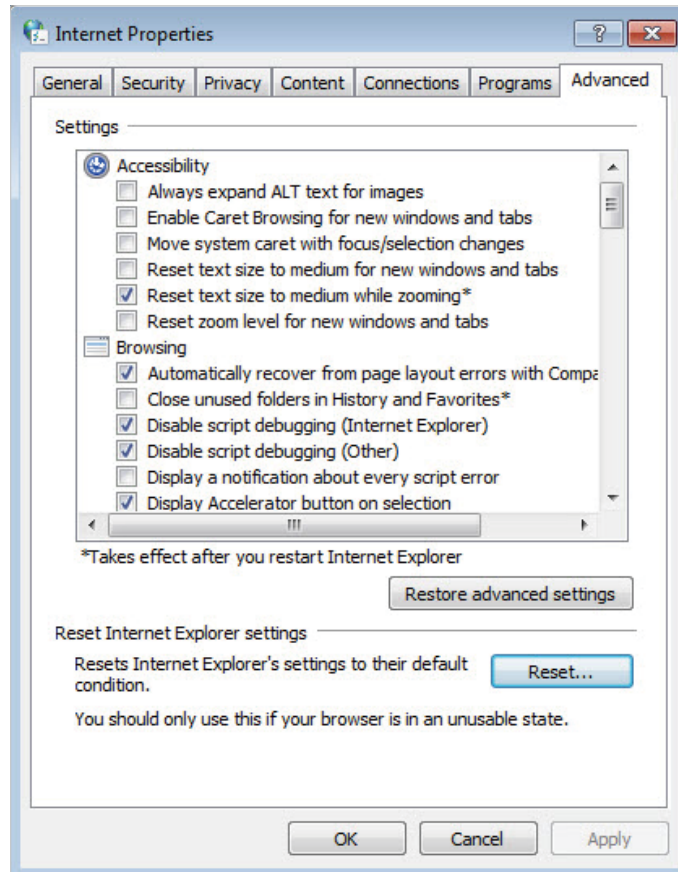 Internet Properties
General Security Privacy Content Connections Programs Advanced
Settings
Accessibility
Always expand ALT text for images
Enable Caret Browsing for new windows and tabs
Move system caret with focus/selection changes
Reset text size to medium for new windows and tabs
Reset text size to medium while zooming*
Reset zoom level for new windows and tabs
Browsing
Automatically recover from page layout errors with Compa
Close unused folders in History and Favorites*
Disable script debugging (Internet Explorer)
Disable script debugging (Other)
Display a notification about every script error
Display Accelerator button on selection
*Takes effect after you restart Internet Explorer
Restore advanced settings
Reset Internet Explorer settings
Resets Internet Explorer's settings to their default
condition.
Reset...
You should only use this if your browser is in an unusable state.
OK Cancel Apply